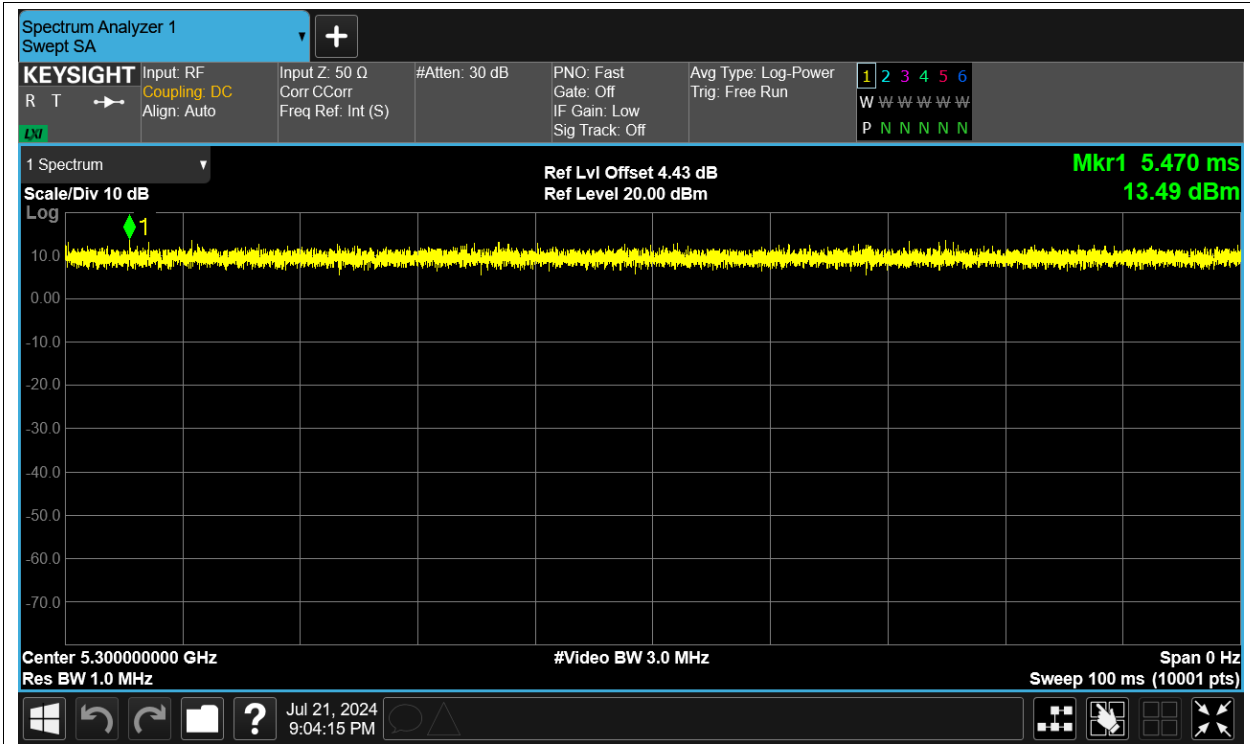 Spectrum Analyzer 1
Swept SA
+
KEYSIGHT
R T
LXI
Input: RF
Coupling: DC
Align: Auto
Input Z: 50 Ω
Corr CCorr
Freq Ref: Int (S)
#Atten: 30 dB
PNO: Fast
Gate: Off
IF Gain: Low
Sig Track: Off
Avg Type: Log-Power
Trig: Free Run
1 2 3 4 5 6
W W W W W W
P N N N N N
1 Spectrum
Scale/Div 10 dB
Log
Ref Lvl Offset 4.43 dB
Ref Level 20.00 dBm
Mkr1 5.470 ms
13.49 dBm
1
10.0
0.00
-10.0
-20.0
-30.0
-40.0
-50.0
-60.0
-70.0
Center 5.300000000 GHz
Res BW 1.0 MHz
#Video BW 3.0 MHz
Span 0 Hz
Sweep 100 ms (10001 pts)
?
Jul 21, 2024
9:04:15 PM